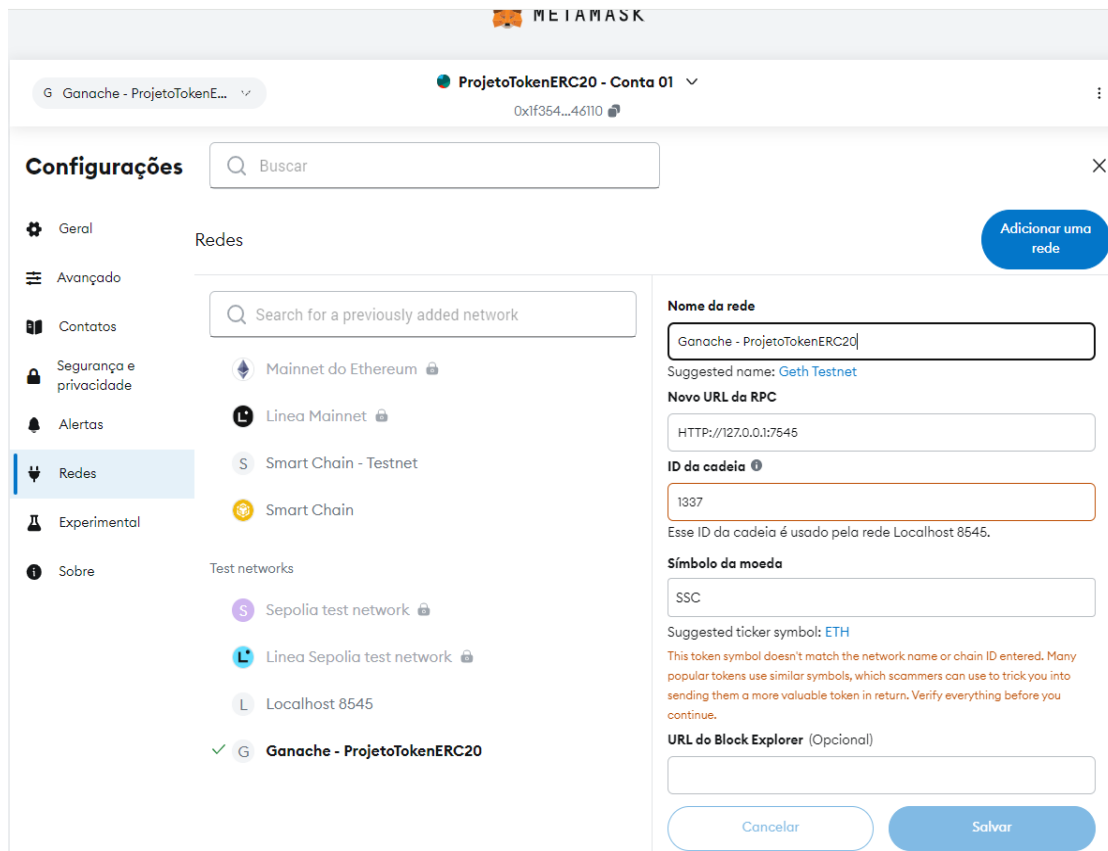 METAMASK
G Ganache - ProjetoTokenE...
ProjetoTokenERC20 - Conta 01
0x1f354...46110
Configurações
Buscar
Geral
Avançado
Contatos
Segurança e
privacidade
Alertas
Redes
Experimental
Sobre
Redes
Adicionar uma
rede
Search for a previously added network
Mainnet do Ethereum
L Linea Mainnet
S Smart Chain - Testnet
Smart Chain
Test networks
S Sepolia test network
L Linea Sepolia test network
L Localhost 8545
G Ganache - ProjetoTokenERC20
Nome da rede
Ganache - ProjetoTokenERC20
Suggested name: Geth Testnet
Novo URL da RPC
HTTP://127.0.0.1:7545
ID da cadeia
1337
Esse ID da cadeia é usado pela rede Localhost 8545.
Símbolo da moeda
SSC
Suggested ticker symbol: ETH
This token symbol doesn't match the network name or chain ID entered. Many
popular tokens use similar symbols, which scammers can use to trick you into
sending them a more valuable token in return. Verify everything before you
continue.
URL do Block Explorer (Opcional)
Cancelar
Salvar